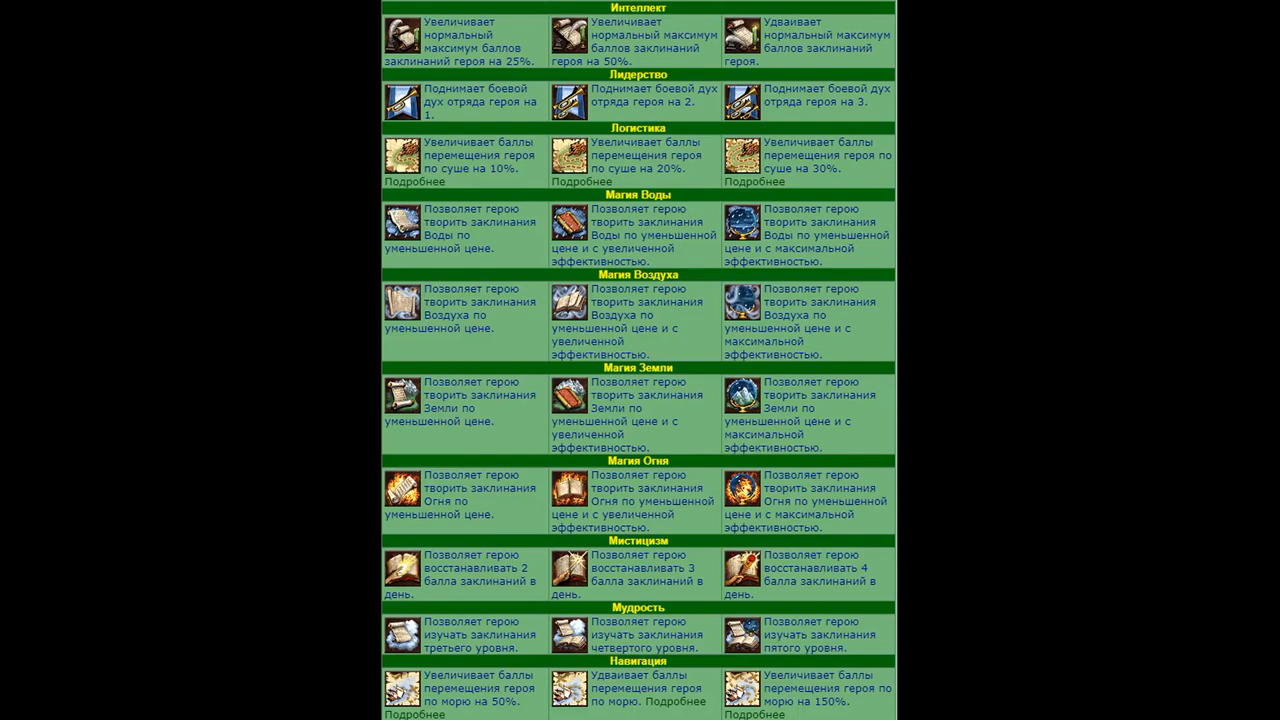 Интеллект
Увеличивает
нормальный
максимум баллов
заклинаний героя на 25%.
Увеличивает
нормальный максимум
баллов заклинаний
героя на 50%.
Удваивает
нормальный максимум
баллов заклинаний
героя.
Лидерство
Поднимает боевой
дух отряда героя на
1.
Поднимает боевой дух
отряда героя на 2.
Поднимает боевой дух
отряда героя на 3.
Логистика
Увеличивает баллы
перемещения героя
по суше на 10%.
Подробнее
Увеличивает баллы
перемещения героя
по суше на 20%.
Подробнее
Увеличивает баллы
перемещения героя по
суше на 30%.
Подробнее
Магия Воды
Позволяет герою
творить заклинания
Воды по
уменьшенной цене.
Позволяет герою
творить заклинания
Воды по уменьшенной
цене и с увеличенной
эффективностью.
Позволяет герою
творить заклинания
Воды по уменьшенной
цене и с максимальной
эффективностью.
Магия Воздуха
Позволяет герою
творить заклинания
Воздуха по
уменьшенной цене.
Позволяет герою
творить заклинания
Воздуха по
уменьшенной цене и с
увеличенной
эффективностью.
Позволяет герою
творить заклинания
Воздуха по
уменьшенной цене и с
максимальной
эффективностью.
Магия Земли
Позволяет герою
творить заклинания
Земли по
уменьшенной цене.
Позволяет герою
творить заклинания
Земли по
уменьшенной цене и с
увеличенной
эффективностью.
Позволяет герою
творить заклинания
Земли по
уменьшенной цене и с
максимальной
эффективностью.
Магия Огня
Позволяет герою
творить заклинания
Огня по
уменьшенной цене.
Позволяет герою
творить заклинания
Огня по уменьшенной
цене и с увеличенной
эффективностью.
Позволяет герою
творить заклинания
Огня по уменьшенной
цене и с максимальной
эффективностью.
Мистицизм
Позволяет герою
восстанавливать 2
балла заклинаний в
день.
Позволяет герою
восстанавливать 3
балла заклинаний в
день.
Позволяет герою
восстанавливать 4
балла заклинаний в
день.
Мудрость
Позволяет герою
изучать заклинания
третьего уровня.
Позволяет герою
изучать заклинания
четвертого уровня.
Позволяет герою
изучать заклинания
пятого уровня.
Навигация
Увеличивает баллы
перемещения героя
по морю на 50%.
Подробнее
Удваивает баллы
перемещения героя
по морю. Подробнее
Увеличивает баллы
перемещения героя по
морю на 150%.
Подробнее